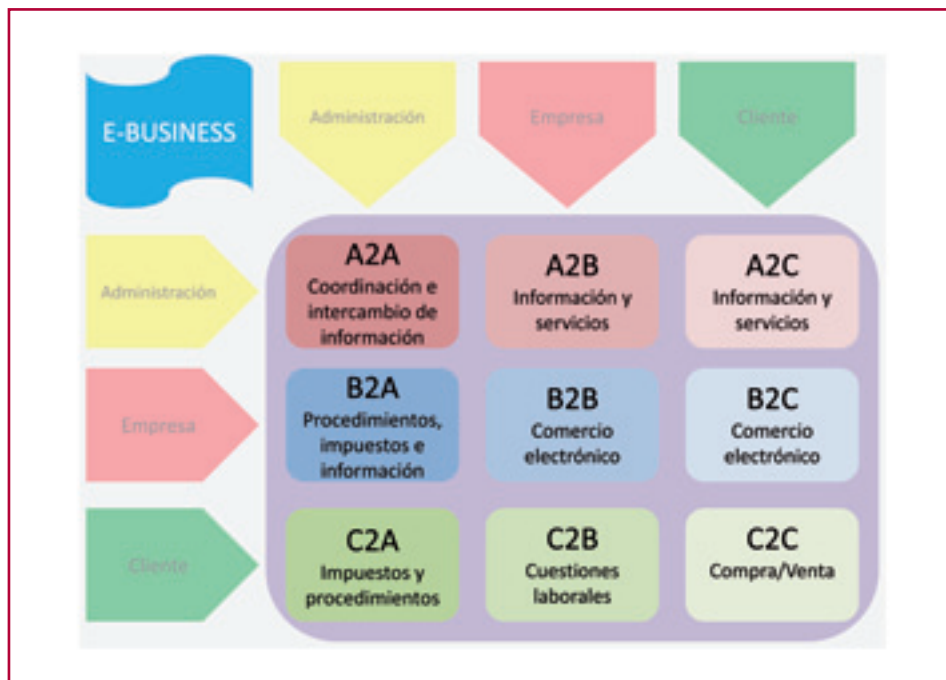 E-BUSINESS
Administración
Empresa
Cliente
Administración
A2A
Coordinación e
intercambio de
información
A2B
Información y
servicios
A2C
Información y
servicios
Empresa
B2A
Procedimientos,
impuestos e
información
B2B
Comercio
electrónico
B2C
Comercio
electrónico
Cliente
C2A
Impuestos y
procedimientos
C2B
Cuestiones
laborales
C2C
Compra/Venta